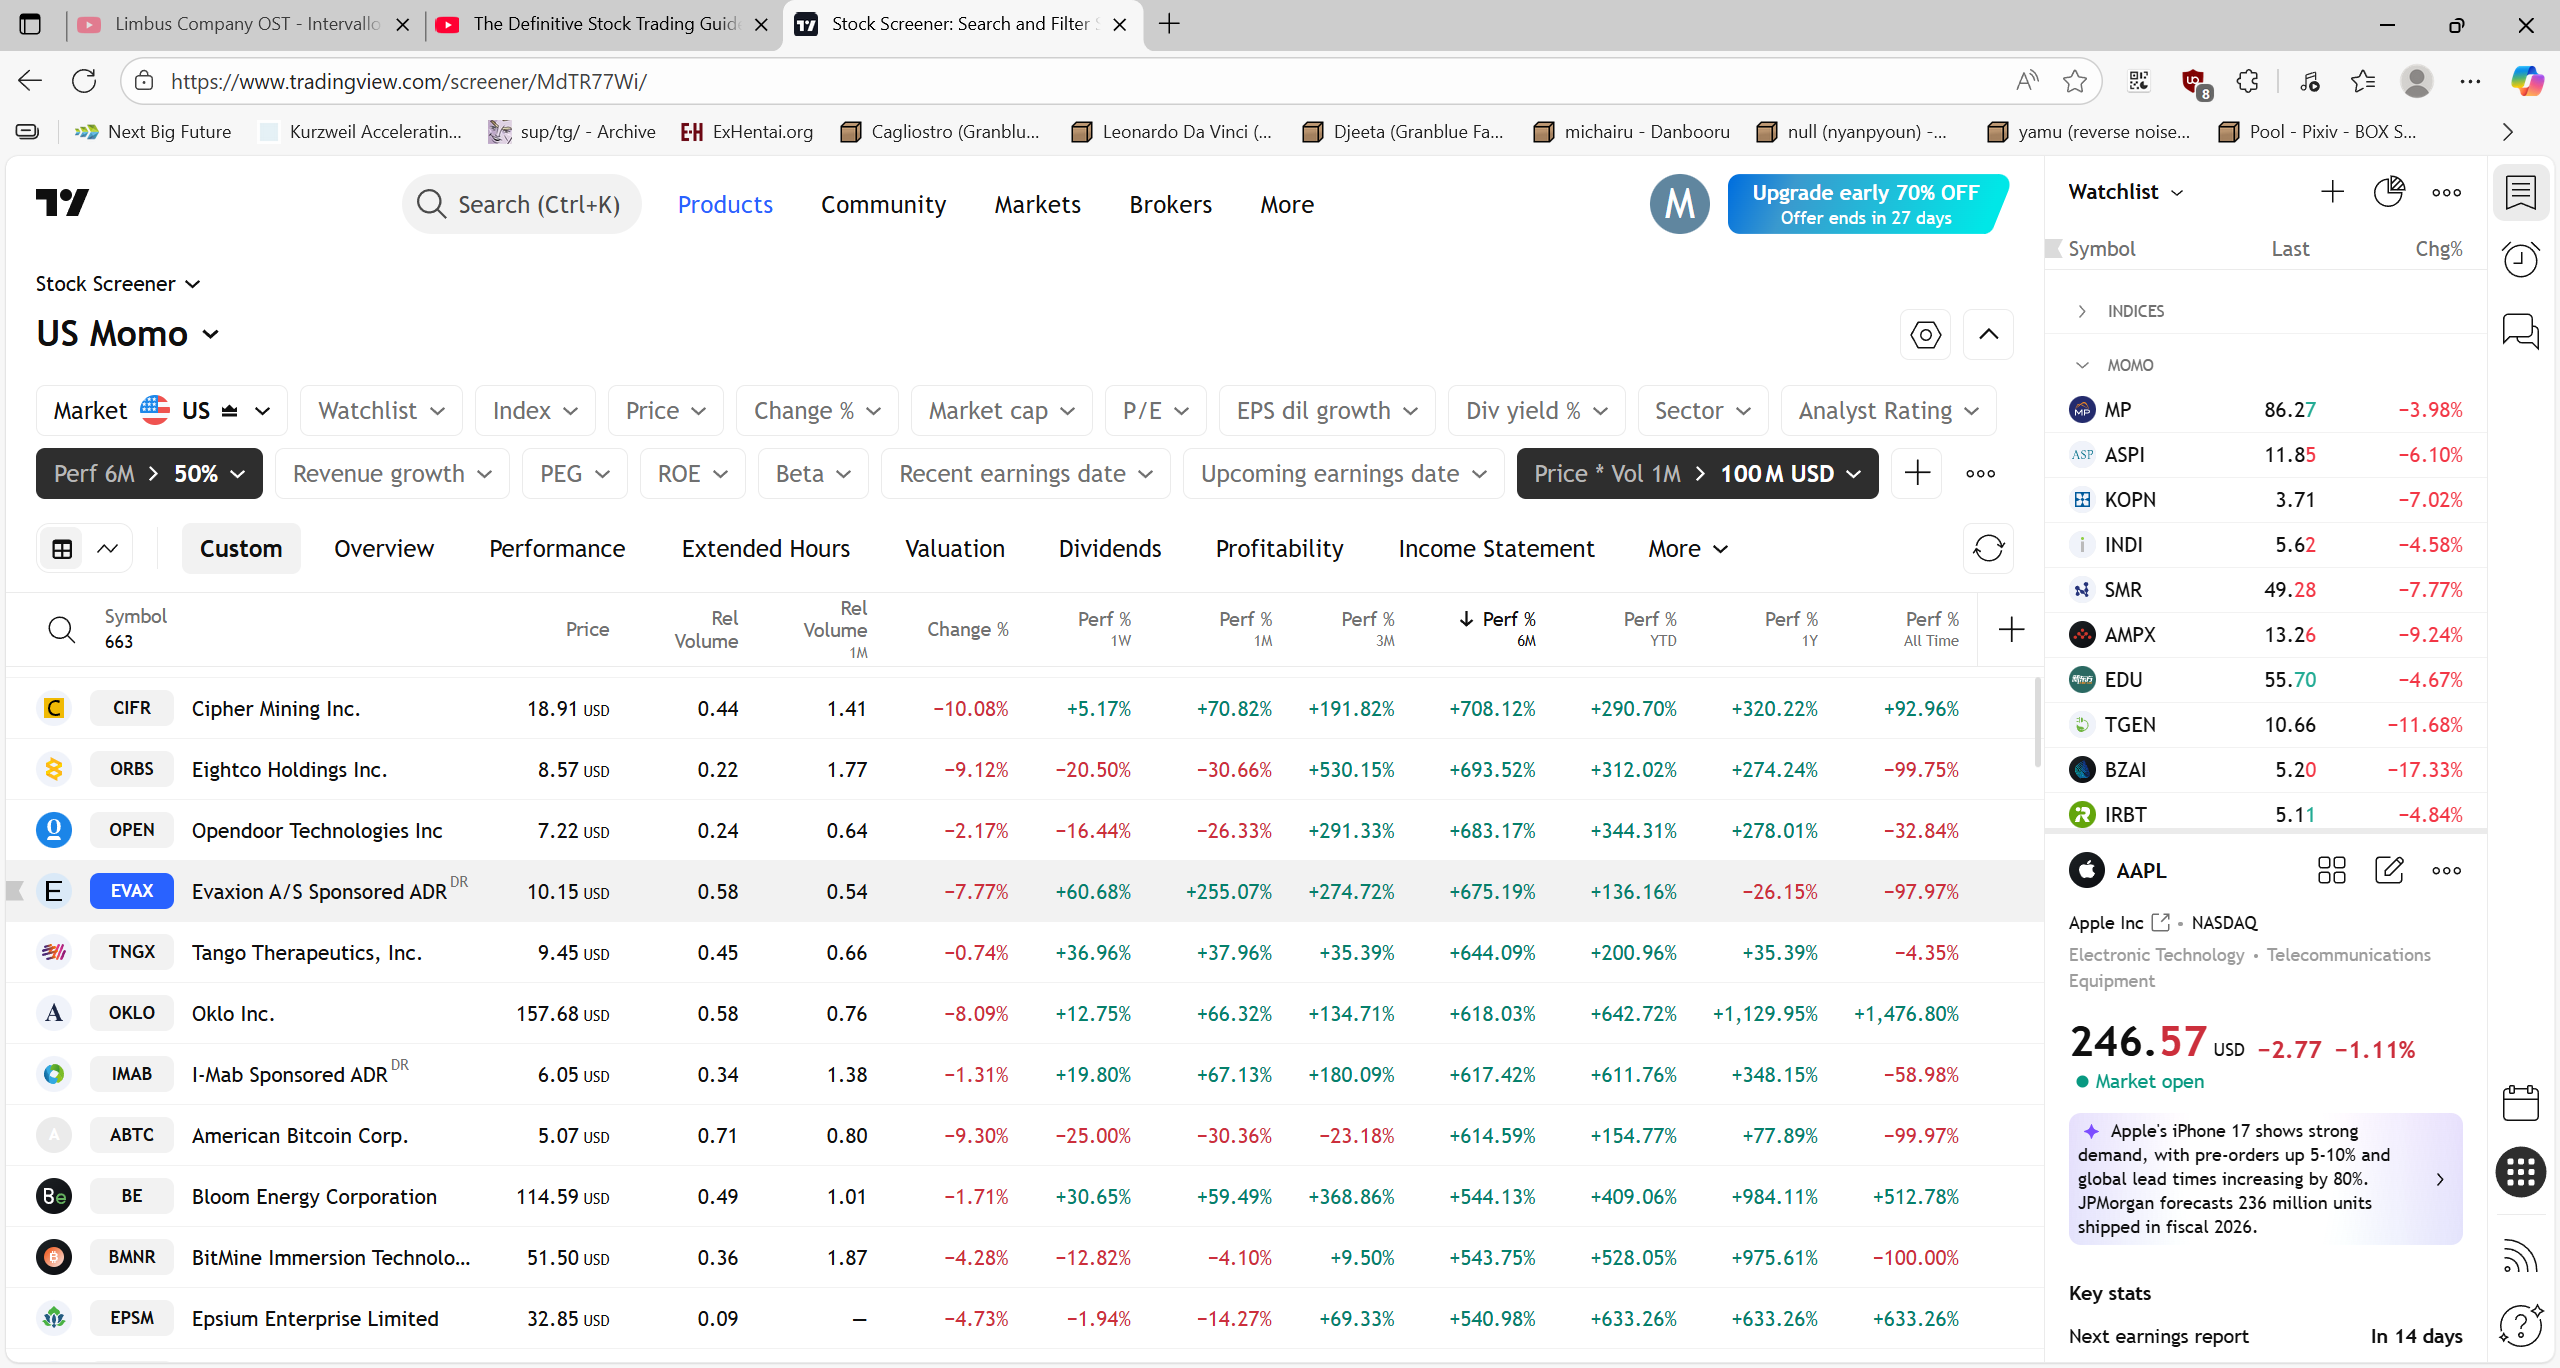 Limbus Company OST - Intervallo
The Definitive Stock Trading Guid
Stock Screener: Search and Filter S
https://www.tradingview.com/screener/MdTR77Wi/
8
Next Big Future
Kurzweil Acceleratin...
sup/tg/ - Archive
ExHentai.org
Cagliostro (Granblu...
Leonardo Da Vinci (...
Djeeta (Granblue Fa...
michairu - Danbooru
null (nyanpyoun) -...
yamu (reverse noise...
Pool - Pixiv - BOX S...
Search (Ctrl+K)
Products
Community
Markets
Brokers
More
M
Upgrade early 70% OFF
Offer ends in 27 days
Stock Screener
US Momo
Market US
Watchlist
Index
Price
Change %
Market cap
P/E
EPS dil growth
Div yield %
Sector
Analyst Rating
Perf 6M > 50%
Revenue growth
PEG
ROE
Beta
Recent earnings date
Upcoming earnings date
Price * Vol 1M > 100 M USD
Custom
Overview
Performance
Extended Hours
Valuation
Dividends
Profitability
Income Statement
More
Symbol 663
Price
Rel Volume
Rel Volume 1M
Change %
Perf % 1W
Perf % 1M
Perf % 3M
Perf % 6M
Perf % YTD
Perf % 1Y
Perf % All Time
CIFR Cipher Mining Inc. 18.91 USD 0.44 1.41 −10.08% +5.17% +70.82% +191.82% +708.12% +290.70% +320.22% +92.96%
ORBS Eightco Holdings Inc. 8.57 USD 0.22 1.77 −9.12% −20.50% −30.66% +530.15% +693.52% +312.02% +274.24% −99.75%
OPEN Opendoor Technologies Inc 7.22 USD 0.24 0.64 −2.17% −16.44% −26.33% +291.33% +683.17% +344.31% +278.01% −32.84%
EVAX Evaxion A/S Sponsored ADR DR 10.15 USD 0.58 0.54 −7.77% +60.68% +255.07% +274.72% +675.19% +136.16% −26.15% −97.97%
TNGX Tango Therapeutics, Inc. 9.45 USD 0.45 0.66 −0.74% +36.96% +37.96% +35.39% +644.09% +200.96% +35.39% −4.35%
OKLO Oklo Inc. 157.68 USD 0.58 0.76 −8.09% +12.75% +66.32% +134.71% +618.03% +642.72% +1,129.95% +1,476.80%
IMAB I-Mab Sponsored ADR DR 6.05 USD 0.34 1.38 −1.31% +19.80% +67.13% +180.09% +617.42% +611.76% +348.15% −58.98%
ABTC American Bitcoin Corp. 5.07 USD 0.71 0.80 −9.30% −25.00% −30.36% −23.18% +614.59% +154.77% +77.89% −99.97%
BE Bloom Energy Corporation 114.59 USD 0.49 1.01 −1.71% +30.65% +59.49% +368.86% +544.13% +409.06% +984.11% +512.78%
BMNR BitMine Immersion Technolo... 51.50 USD 0.36 1.87 −4.28% −12.82% −4.10% +9.50% +543.75% +528.05% +975.61% −100.00%
EPSM Epsium Enterprise Limited 32.85 USD 0.09 — −4.73% −1.94% −14.27% +69.33% +540.98% +633.26% +633.26% +633.26%
Watchlist
Symbol Last Chg%
INDICES
MOMO
MP 86.27 −3.98%
ASPI 11.85 −6.10%
KOPN 3.71 −7.02%
INDI 5.62 −4.58%
SMR 49.28 −7.77%
AMPX 13.26 −9.24%
EDU 55.70 −4.67%
TGEN 10.66 −11.68%
BZAI 5.20 −17.33%
IRBT 5.11 −4.84%
AAPL
Apple Inc • NASDAQ
Electronic Technology • Telecommunications
Equipment
246.57 USD −2.77 −1.11%
Market open
Apple's iPhone 17 shows strong
demand, with pre-orders up 5-10% and
global lead times increasing by 80%.
JPMorgan forecasts 236 million units
shipped in fiscal 2026.
Key stats
Next earnings report In 14 days